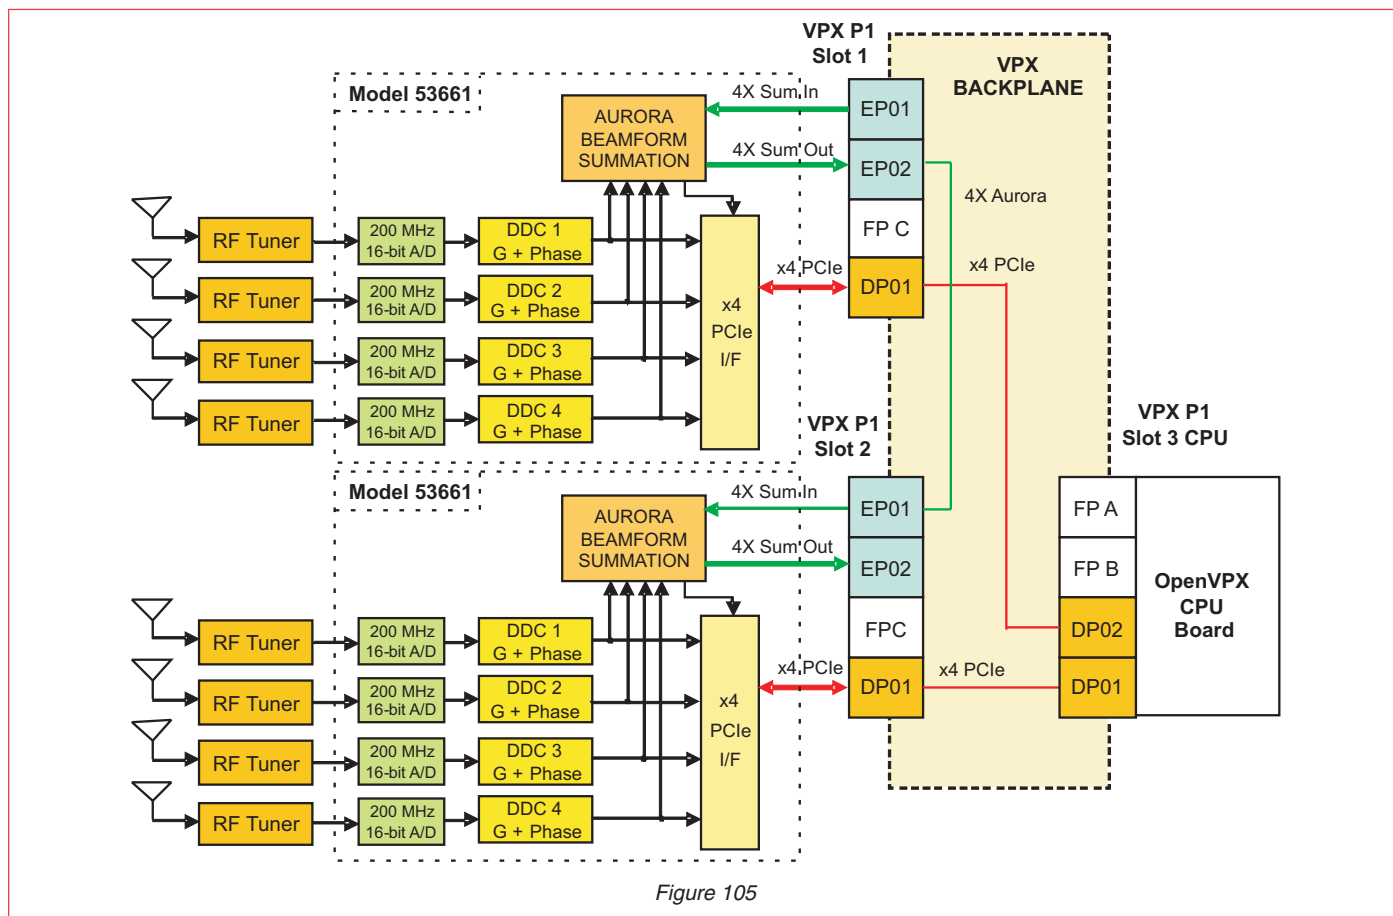 VPX P1
Slot 1
VPX
BACKPLANE
Model 53661
4X Sum In
EP01
AURORA
BEAMFORM
SUMMATION
4X Sum Out
EP02
4X Aurora
FP C
RF Tuner
200 MHz
16-bit A/D
DDC 1
G + Phase
x4 PCIe
DP01
x4 PCIe
RF Tuner
200 MHz
16-bit A/D
DDC 2
G + Phase
x4
PCIe
I/F
RF Tuner
200 MHz
16-bit A/D
DDC 3
G + Phase
RF Tuner
200 MHz
16-bit A/D
DDC 4
G + Phase
VPX P1
Slot 2
VPX P1
Slot 3 CPU
Model 53661
4X Sum In
EP01
FP A
AURORA
BEAMFORM
SUMMATION
4X Sum Out
EP02
FP B
OpenVPX
CPU
Board
RF Tuner
200 MHz
16-bit A/D
DDC 1
G + Phase
FPC
DP02
x4 PCIe
DP01
x4 PCIe
DP01
RF Tuner
200 MHz
16-bit A/D
DDC 2
G + Phase
x4
PCIe
I/F
RF Tuner
200 MHz
16-bit A/D
DDC 3
G + Phase
RF Tuner
200 MHz
16-bit A/D
DDC 4
G + Phase
Figure 105